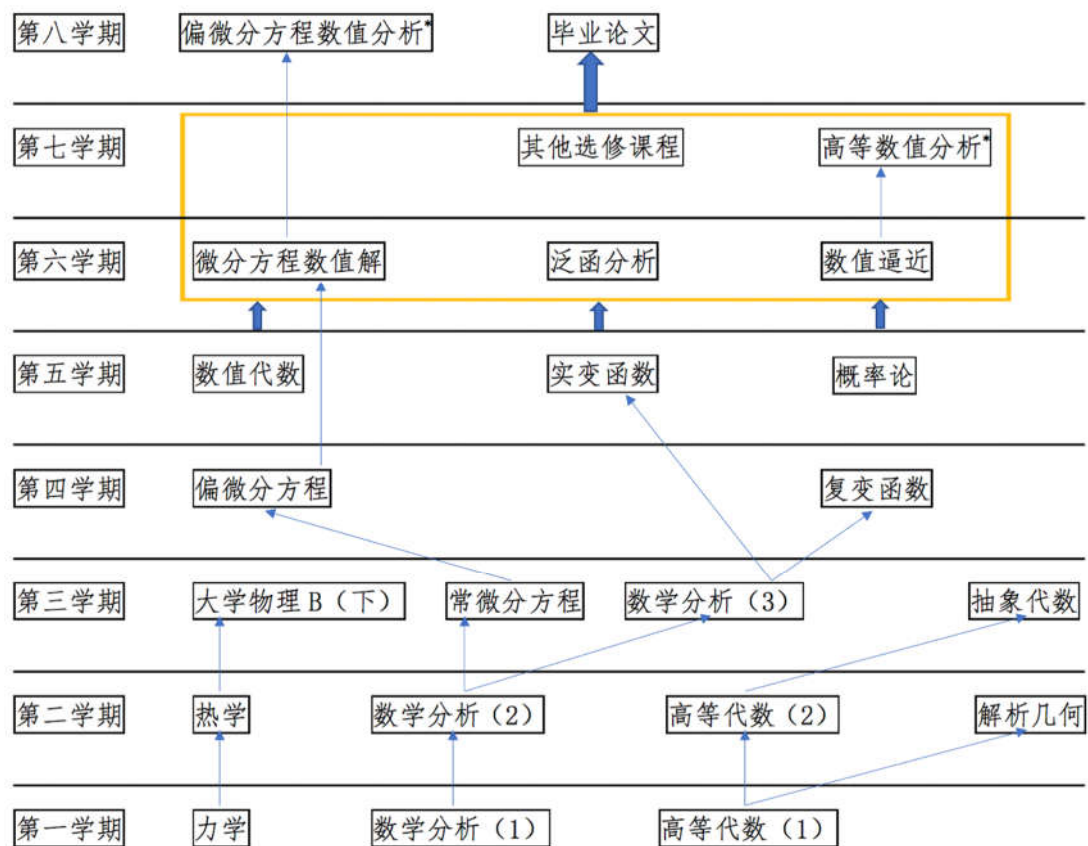 第八学期 偏微分方程数值分析* 毕业论文
第七学期 其他选修课程 高等数值分析*
第六学期 微分方程数值解 泛函分析 数值逼近
第五学期 数值代数 实变函数 概率论
第四学期 偏微分方程 复变函数
第三学期 大学物理 B（下） 常微分方程 数学分析（3） 抽象代数
第二学期 热学 数学分析（2） 高等代数（2） 解析几何
第一学期 力学 数学分析（1） 高等代数（1）